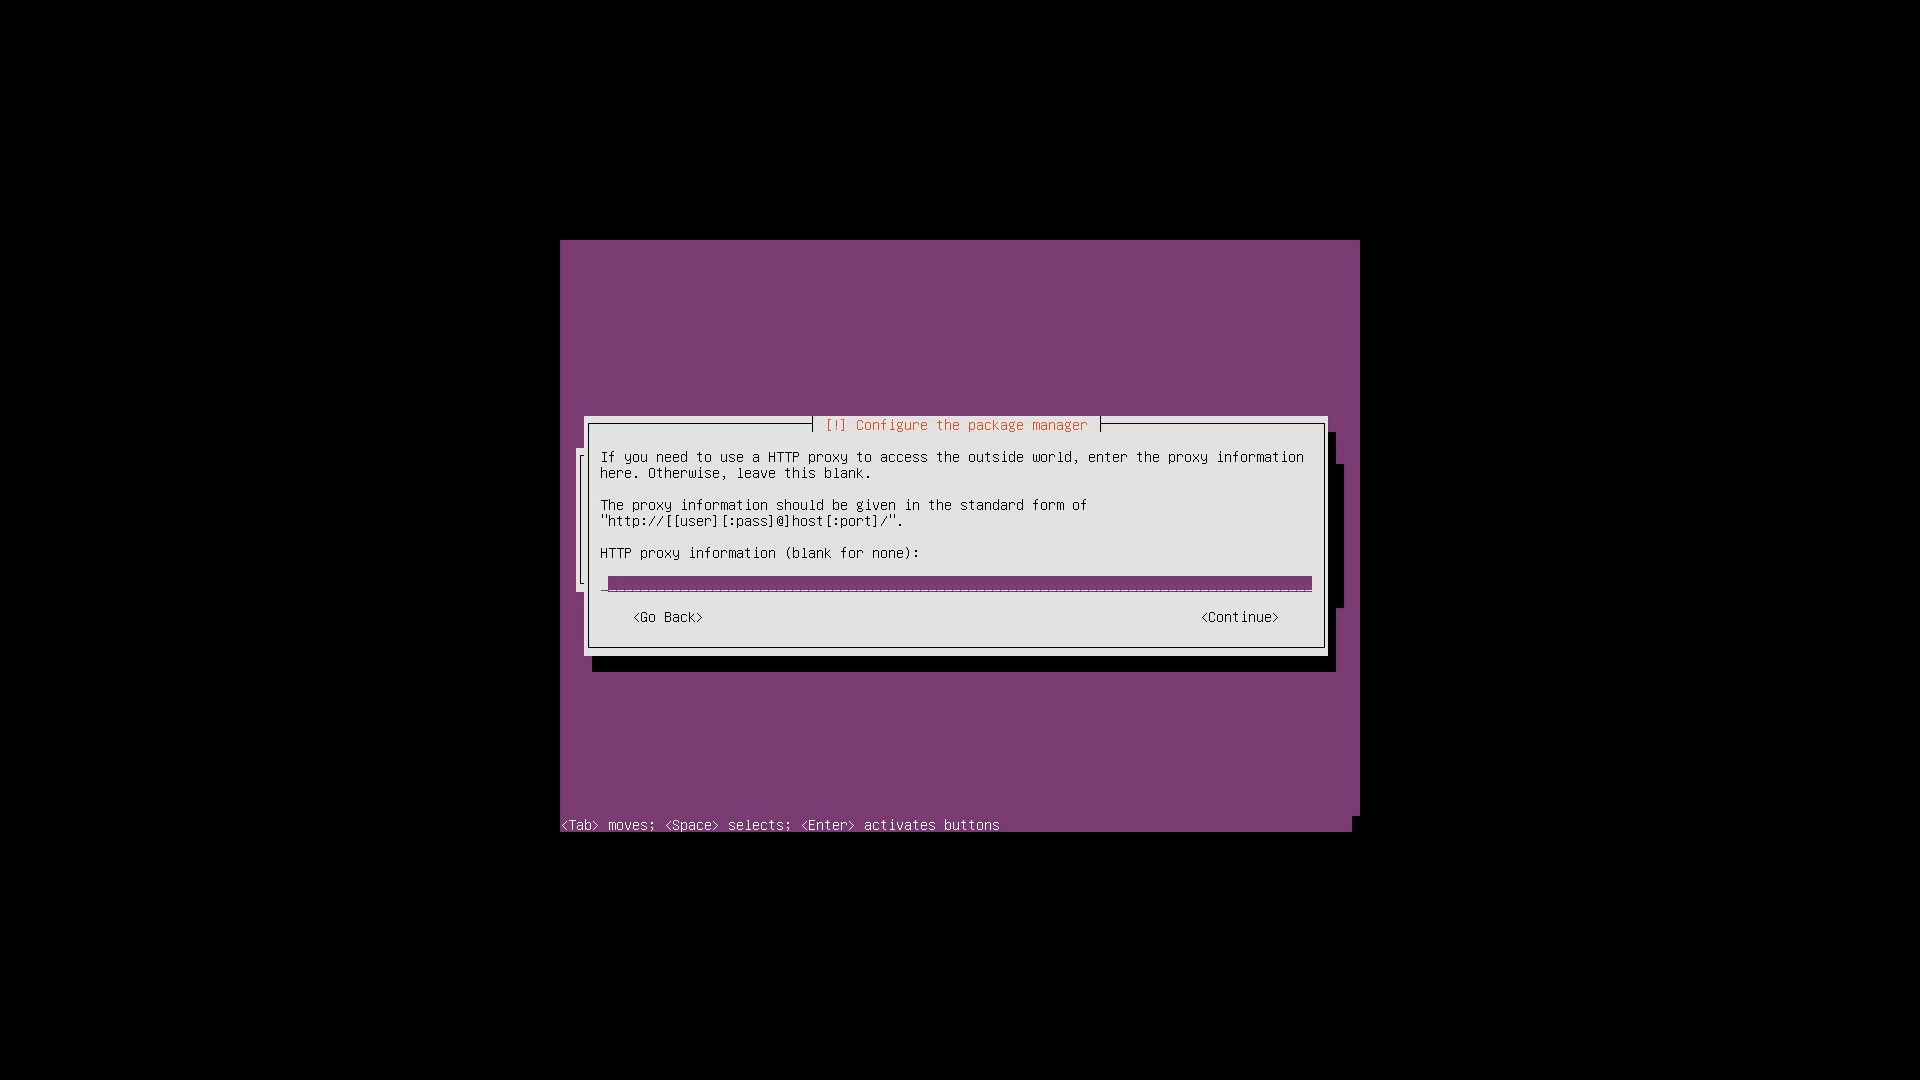 [!] Configure the package manager
If you need to use a HTTP proxy to access the outside world, enter the proxy information
here. Otherwise, leave this blank.
The proxy information should be given in the standard form of
"http://[[user][:pass]@]host[:port]/".
HTTP proxy information (blank for none):
<Go Back> <Continue>
<Tab> moves; <Space> selects; <Enter> activates buttons